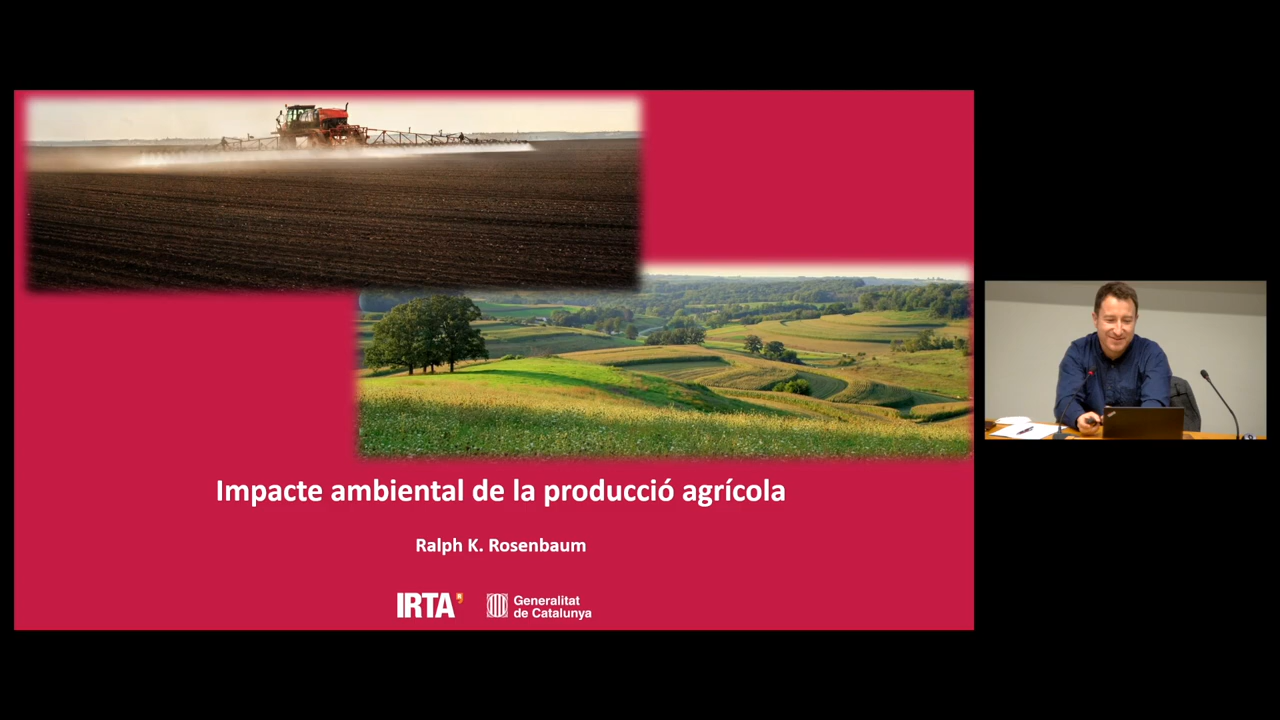 Impacte ambiental de la producció agrícola
Ralph K. Rosenbaum
IRTA
Generalitat
de Catalunya